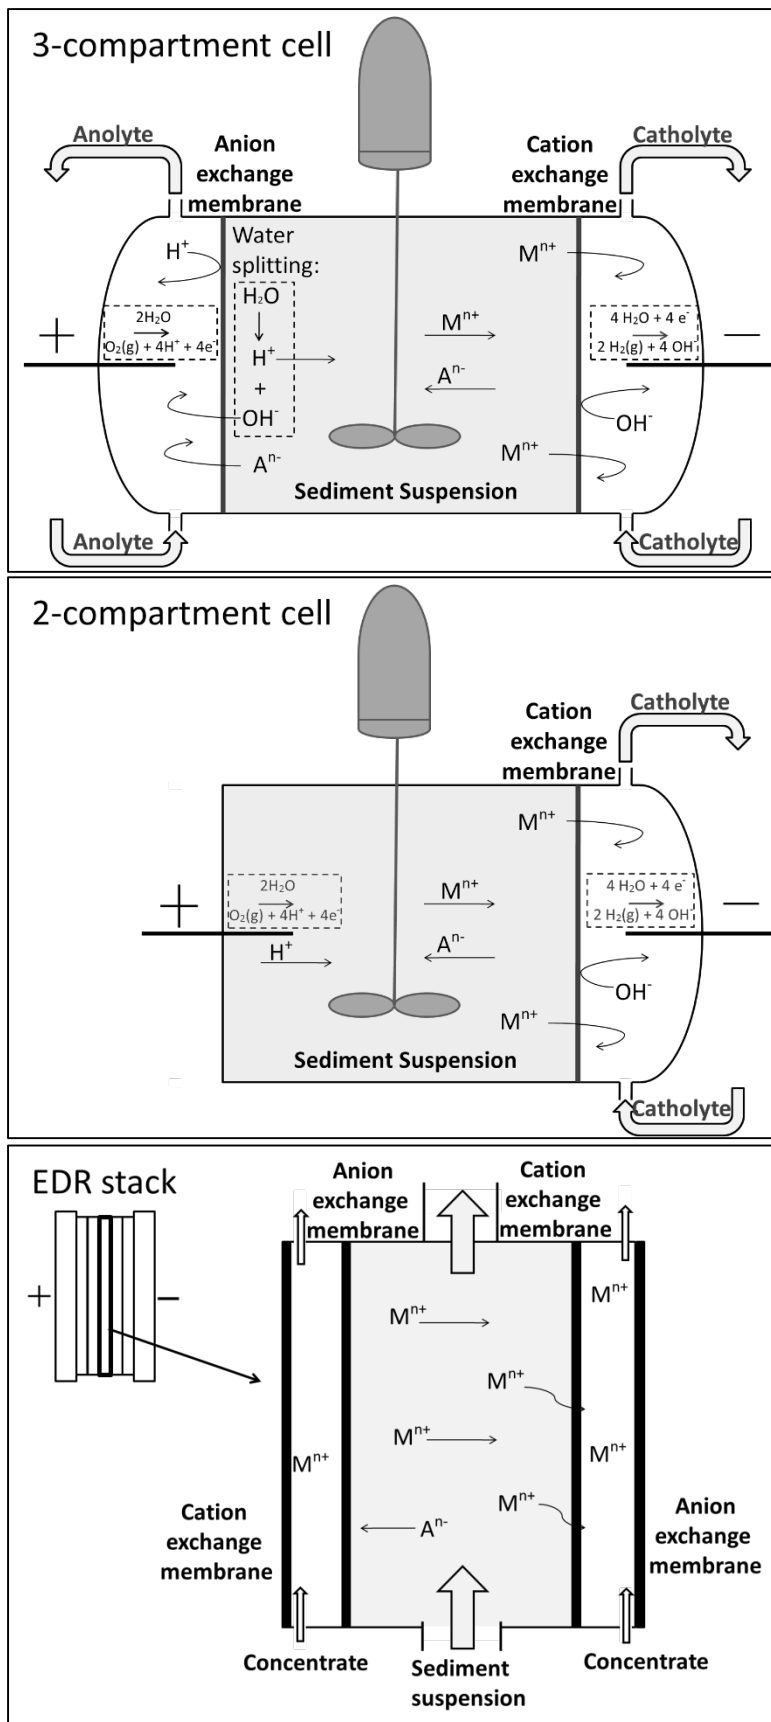 3-compartment cell
Anolyte
Anion
exchange
membrane
Cation
exchange
membrane
Catholyte
H⁺
Water
splitting:
H₂O
H⁺
+
OH⁻
2H₂O
O₂(g) + 4H⁺ + 4e⁻
+
Aⁿ⁻
Mⁿ⁺
Aⁿ⁻
Mⁿ⁺
4 H₂O + 4 e⁻
2 H₂(g) + 4 OH⁻
−
OH⁻
Mⁿ⁺
Sediment Suspension
Anolyte
Catholyte
2-compartment cell
Catholyte
Cation
exchange
membrane
Mⁿ⁺
+
2H₂O
O₂(g) + 4H⁺ + 4e⁻
H⁺
Mⁿ⁺
Aⁿ⁻
4 H₂O + 4 e⁻
2 H₂(g) + 4 OH⁻
−
OH⁻
Mⁿ⁺
Sediment Suspension
Catholyte
EDR stack
+
−
Anion
exchange
membrane
Cation
exchange
membrane
Mⁿ⁺
Mⁿ⁺
Mⁿ⁺
Mⁿ⁺
Mⁿ⁺
Mⁿ⁺
Mⁿ⁺
Aⁿ⁻
Cation
exchange
membrane
Anion
exchange
membrane
Concentrate
Sediment
suspension
Concentrate